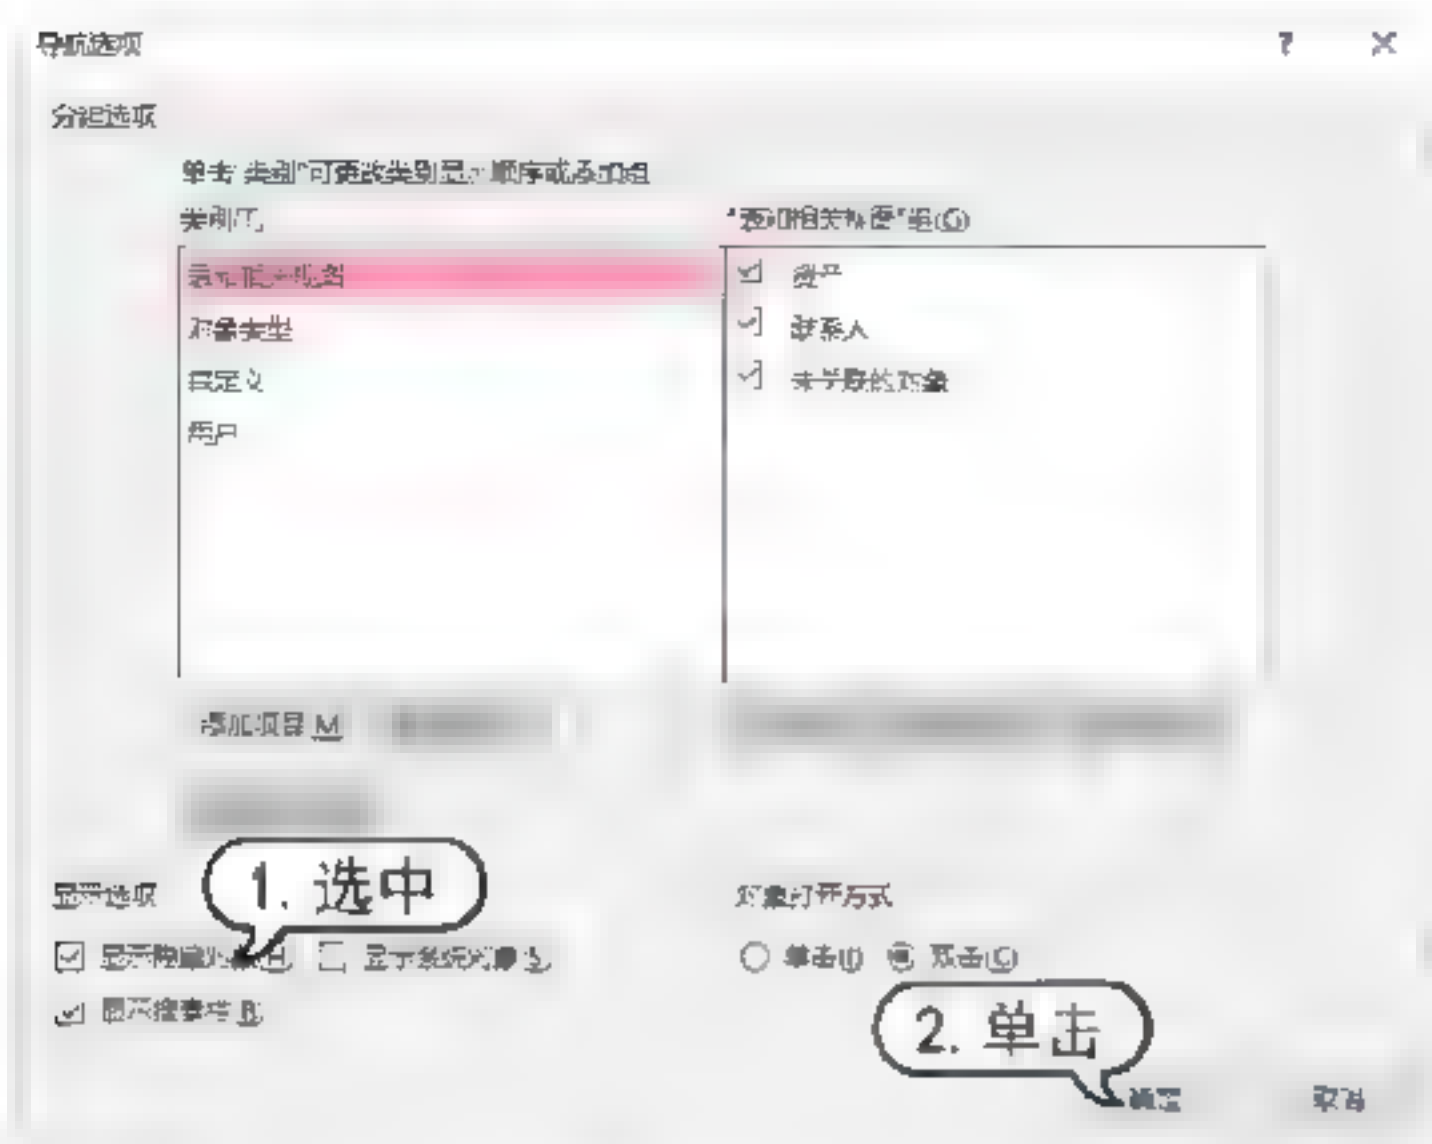 导航选项
分组选项
单击"类别"可更改类别显示顺序或添加组
类别(T)
"表和相关视图"组(G)
表和相关视图
资产
对象类型
联系人
自定义
未关联的对象
用户
添加项目(M)
1. 选中
显示选项
对象打开方式
显示隐藏对象(H)
显示系统对象(S)
单击(I)
双击(C)
显示搜索栏(B)
2. 单击
确定
取消